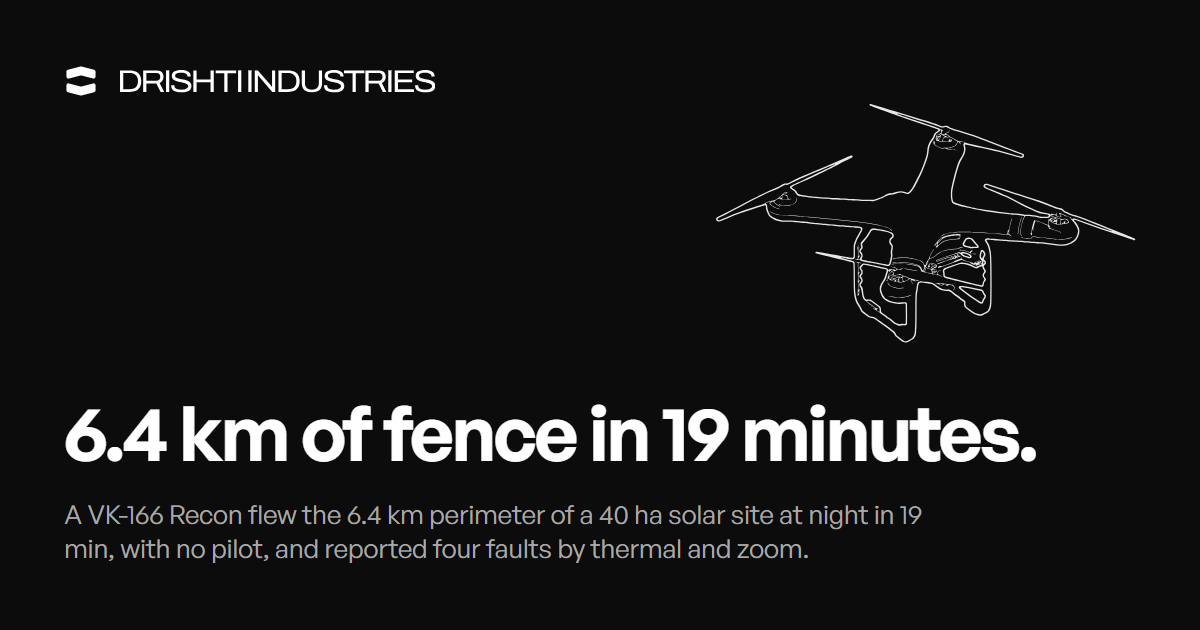 DRISHTI INDUSTRIES
6.4 km of fence in 19 minutes.
A VK-166 Recon flew the 6.4 km perimeter of a 40 ha solar site at night in 19
min, with no pilot, and reported four faults by thermal and zoom.